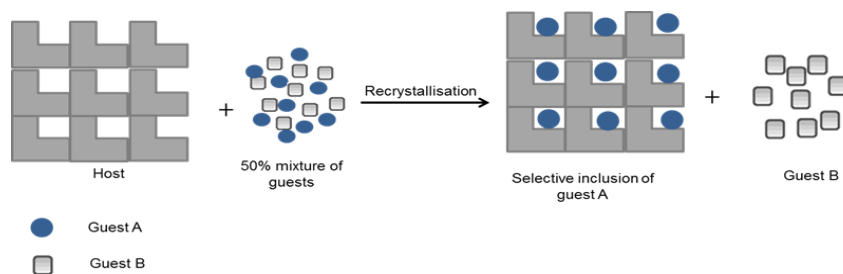 Host
+
50% mixture of
guests
Recrystallisation
Selective inclusion of
guest A
+
Guest B
Guest A
Guest B